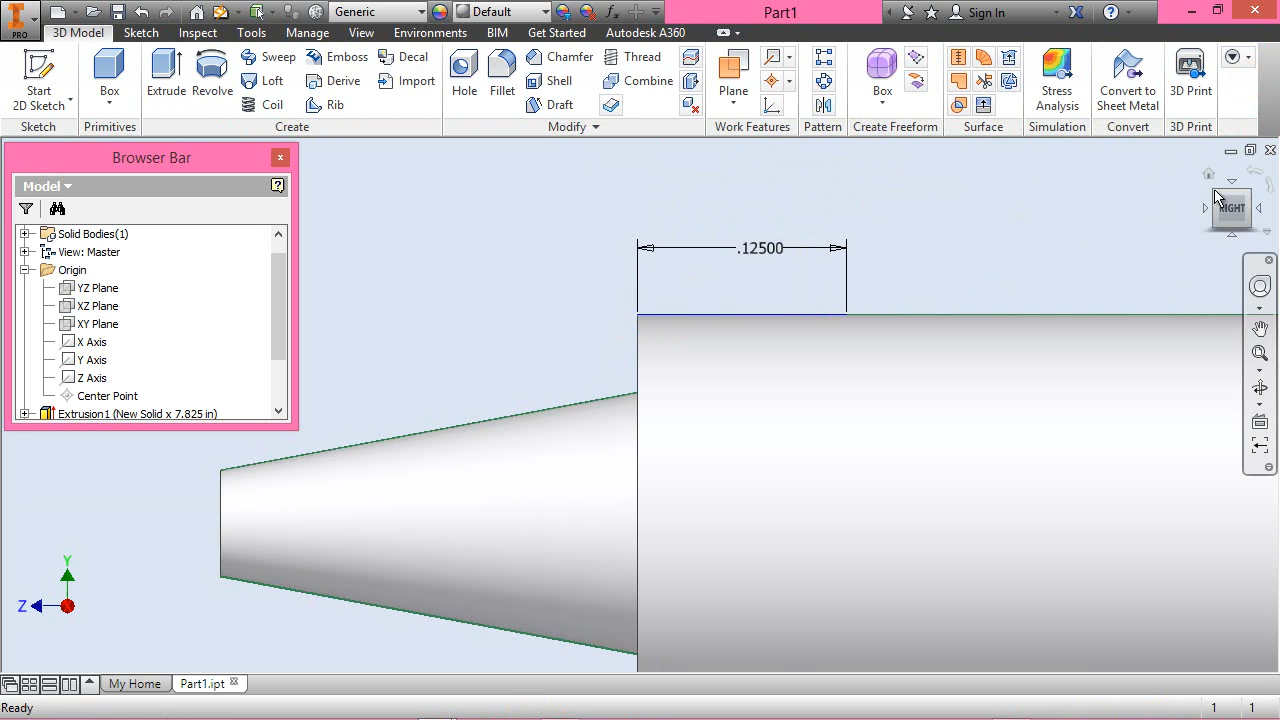 PRO
Generic
Default
fx
Part1
Sign In
3D Model
Sketch
Inspect
Tools
Manage
View
Environments
BIM
Get Started
Autodesk A360
Start
2D Sketch
Sketch
Box
Primitives
Extrude
Revolve
Sweep
Loft
Coil
Emboss
Derive
Rib
Decal
Import
Create
Hole
Fillet
Chamfer
Shell
Draft
Thread
Combine
Modify
Plane
Work Features
Pattern
Box
Create Freeform
Surface
Stress
Analysis
Simulation
Convert to
Sheet Metal
Convert
3D Print
3D Print
Browser Bar
Model
Solid Bodies(1)
View: Master
Origin
YZ Plane
XZ Plane
XY Plane
X Axis
Y Axis
Z Axis
Center Point
Extrusion1 (New Solid x 7.825 in)
.12500
RIGHT
Y
Z
X
My Home
Part1.ipt
Ready
1
1